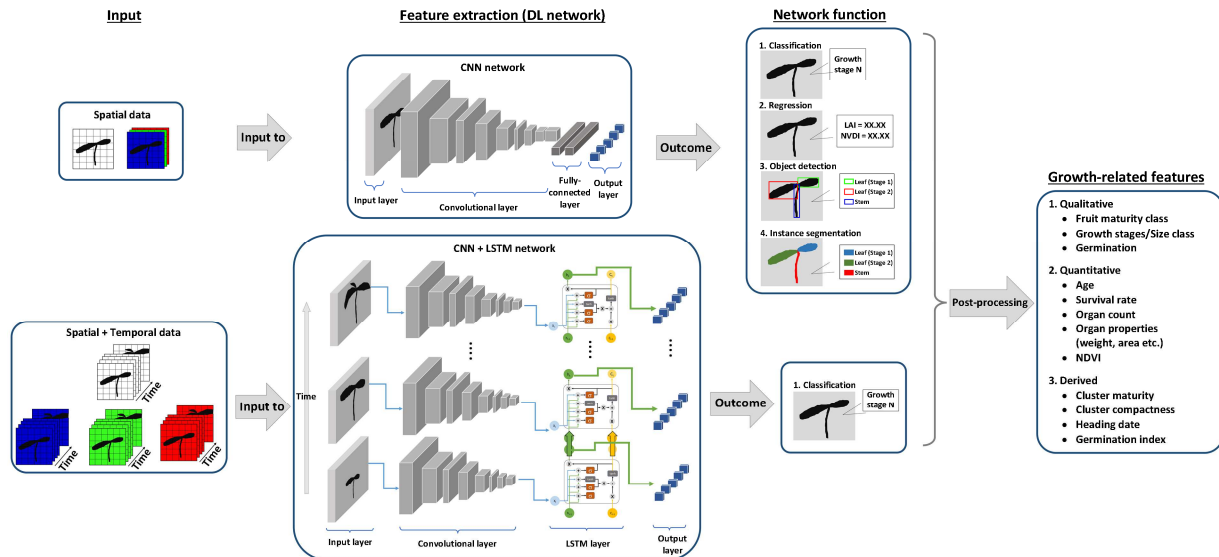 Input
Feature extraction (DL network)
Network function
CNN network
1. Classification
Growth
stage N
Spatial data
Input to
2. Regression
LAI = XX.XX
NVDI = XX.XX
Outcome
3. Object detection
Leaf (Stage 1)
Leaf (Stage 2)
Stem
Input layer
Convolutional layer
Fully-
connected
layer
Output
layer
4. Instance segmentation
Leaf (Stage 1)
Leaf (Stage 2)
Stem
CNN + LSTM network
Spatial + Temporal data
Time
Time
Time
Time
Input to
Time
Outcome
1. Classification
Growth
stage N
Input layer
Convolutional layer
LSTM layer
Output
layer
Post-processing
Growth-related features
1. Qualitative
• Fruit maturity class
• Growth stages/Size class
• Germination
2. Quantitative
• Age
• Survival rate
• Organ count
• Organ properties
(weight, area etc.)
• NDVI
3. Derived
• Cluster maturity
• Cluster compactness
• Heading date
• Germination index